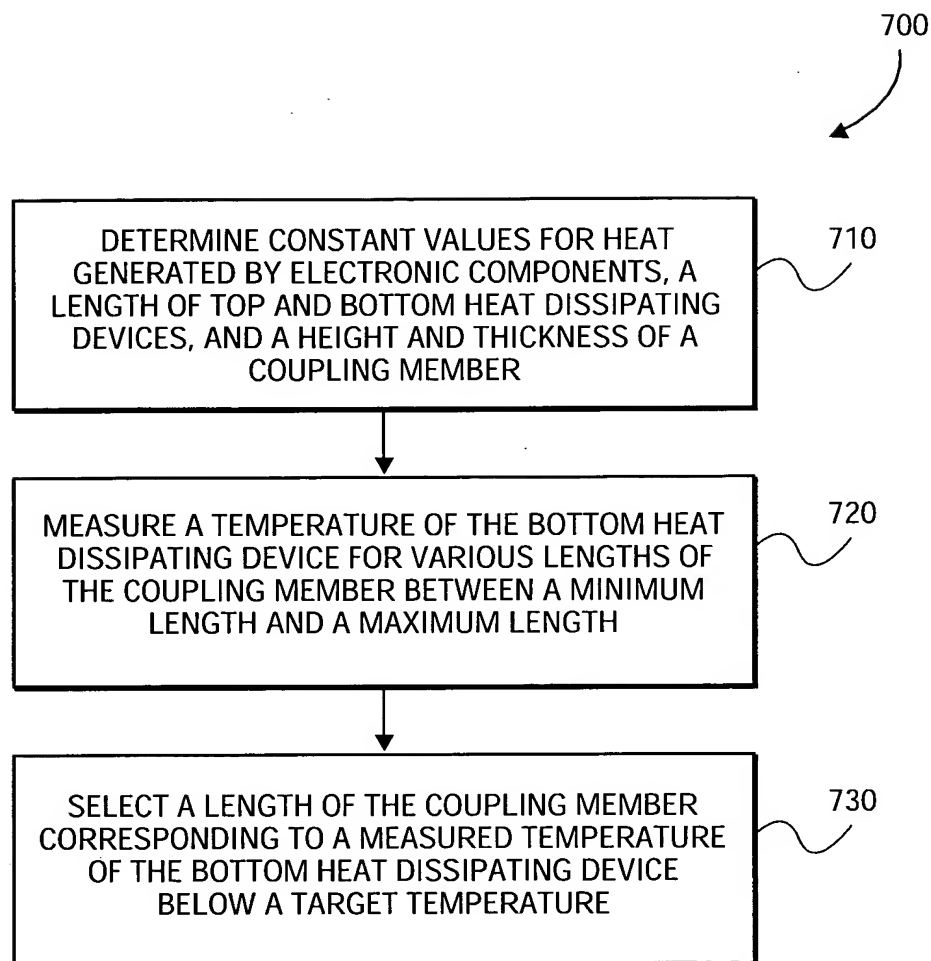 700
DETERMINE CONSTANT VALUES FOR HEAT
GENERATED BY ELECTRONIC COMPONENTS, A
LENGTH OF TOP AND BOTTOM HEAT DISSIPATING
DEVICES, AND A HEIGHT AND THICKNESS OF A
COUPLING MEMBER
710
MEASURE A TEMPERATURE OF THE BOTTOM HEAT
DISSIPATING DEVICE FOR VARIOUS LENGTHS OF
THE COUPLING MEMBER BETWEEN A MINIMUM
LENGTH AND A MAXIMUM LENGTH
720
SELECT A LENGTH OF THE COUPLING MEMBER
CORRESPONDING TO A MEASURED TEMPERATURE
OF THE BOTTOM HEAT DISSIPATING DEVICE
BELOW A TARGET TEMPERATURE
730